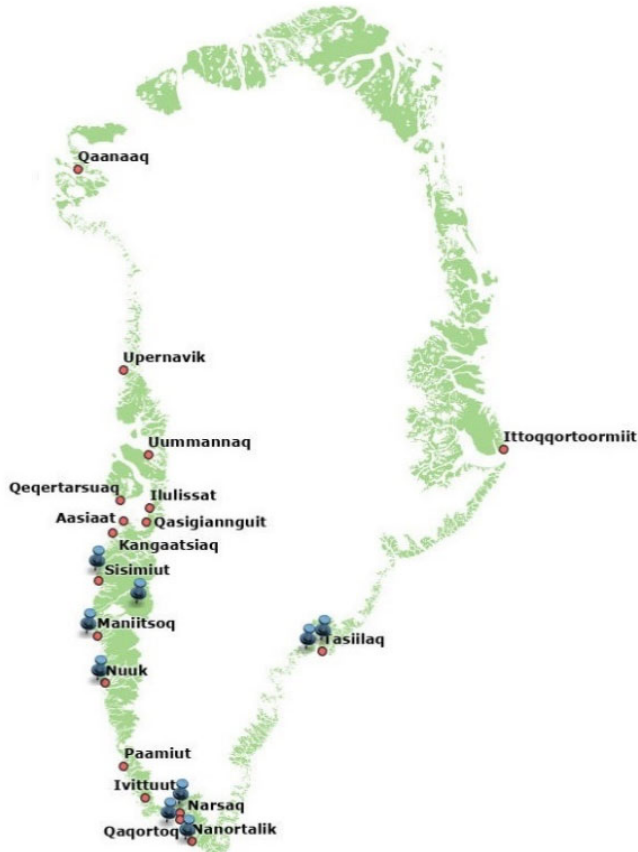 Qaanaaq
Upernavik
Uummannaq
Ittoqqortoormiit
Qeqertarsuaq
Ilulissat
Aasiaat
Qasigiannguit
Kangaatsiaq
Sisimiut
Maniitsoq
Tasiilaq
Nuuk
Paamiut
Ivittuut
Narsaq
Qaqortoq
Nanortalik